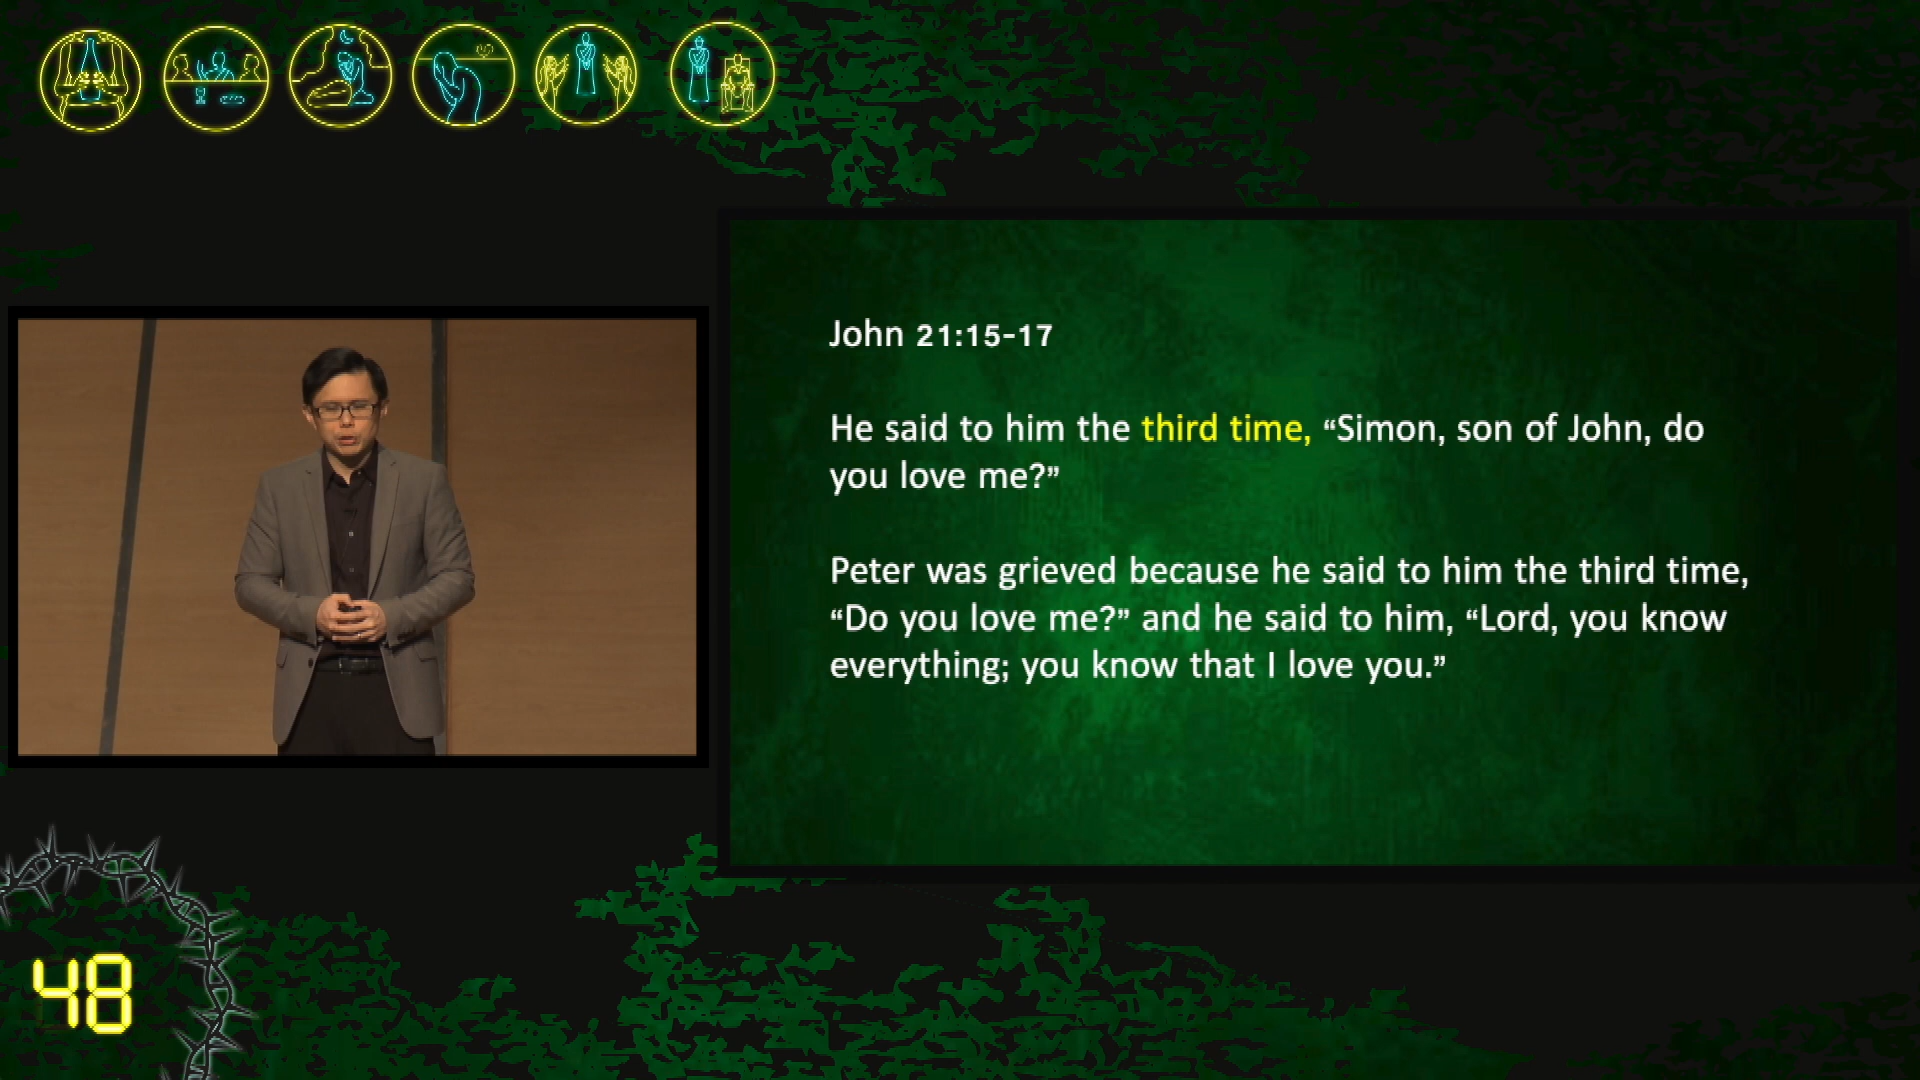 John 21:15-17
He said to him the third time, “Simon, son of John, do
you love me?”
Peter was grieved because he said to him the third time,
“Do you love me?” and he said to him, “Lord, you know
everything; you know that I love you.”
48